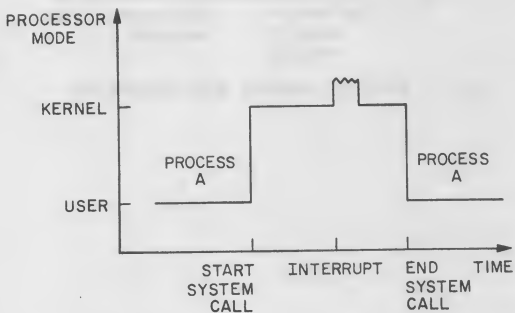 PROCESSOR
MODE
KERNEL
PROCESS
A
PROCESS
A
USER
START
SYSTEM
CALL
INTERRUPT
END
SYSTEM
CALL
TIME